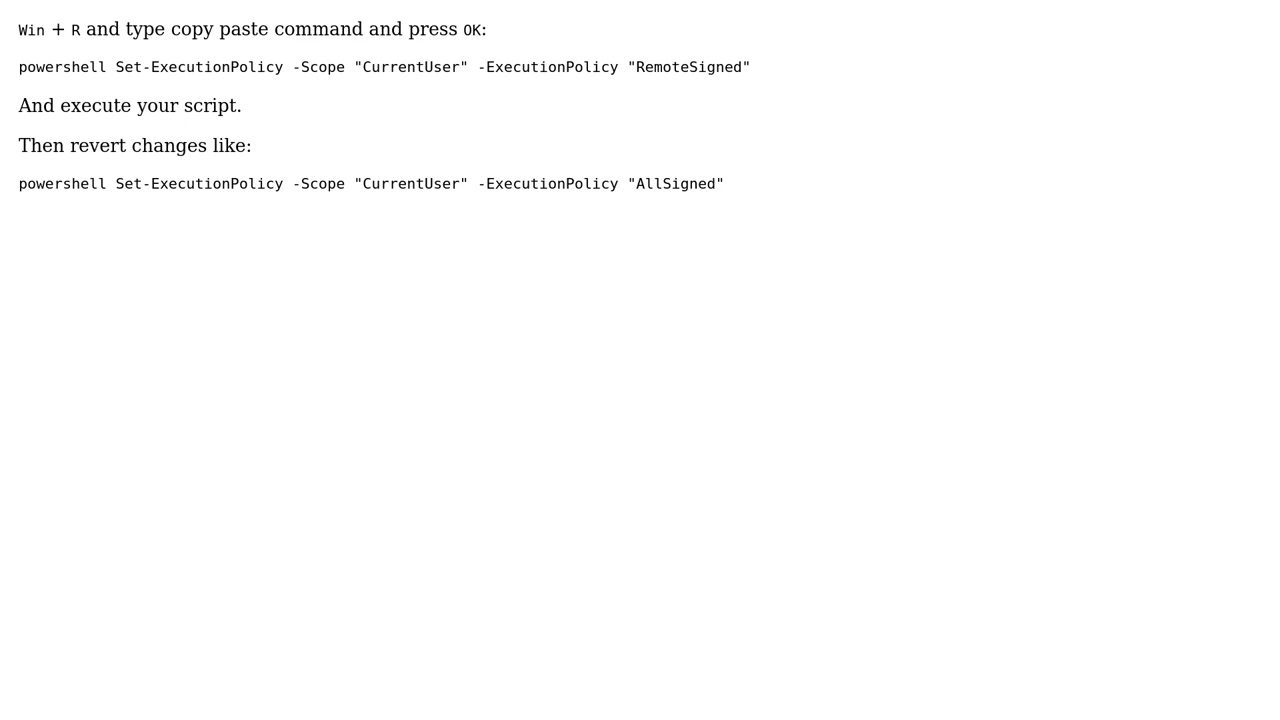 Win + R and type copy paste command and press OK:
powershell Set-ExecutionPolicy -Scope "CurrentUser" -ExecutionPolicy "RemoteSigned"
And execute your script.
Then revert changes like:
powershell Set-ExecutionPolicy -Scope "CurrentUser" -ExecutionPolicy "AllSigned"